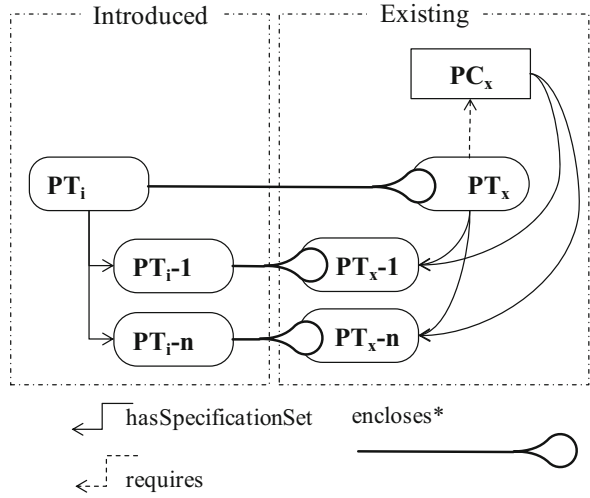 Introduced Existing
PCₓ
PTᵢ PTₓ
PTᵢ-1 PTₓ-1
PTᵢ-n PTₓ-n
hasSpecificationSet encloses*
requires